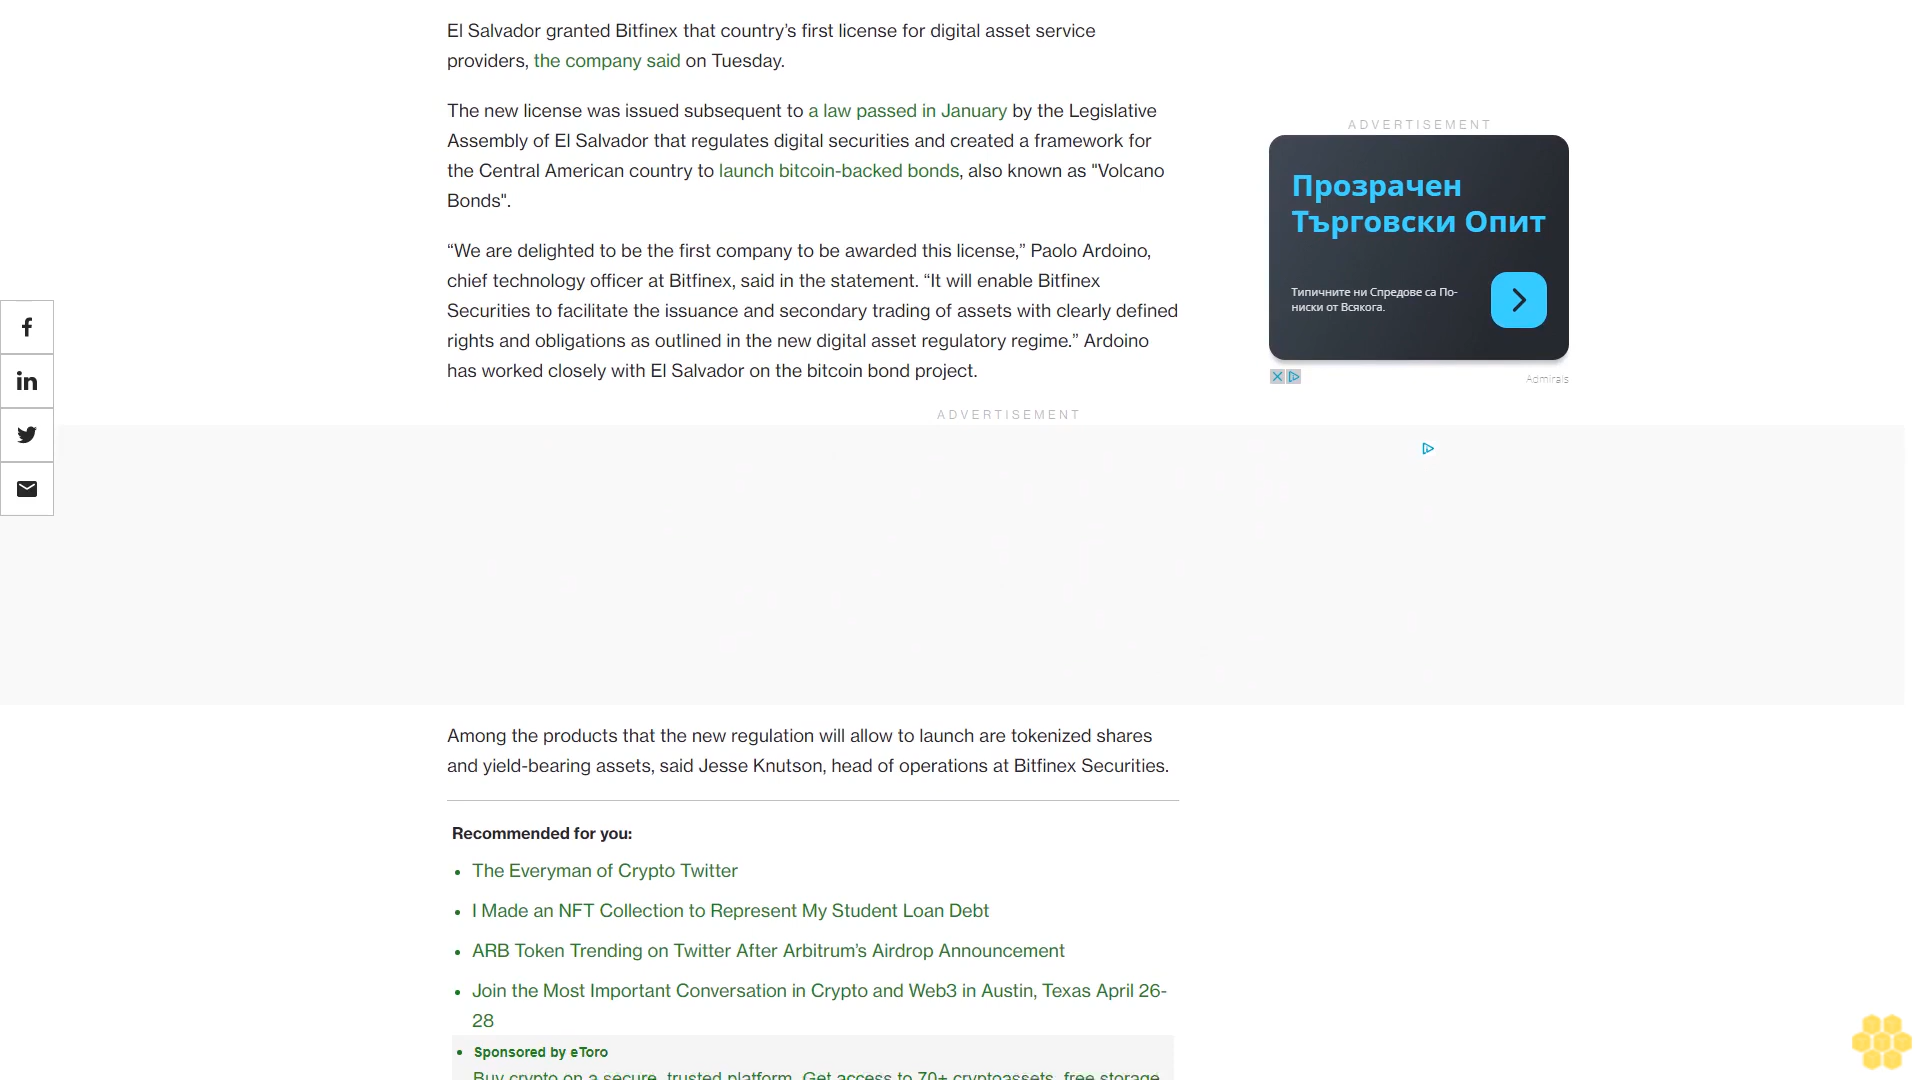 El Salvador granted Bitfinex that country’s first license for digital asset service
providers, the company said on Tuesday.
The new license was issued subsequent to a law passed in January by the Legislative
Assembly of El Salvador that regulates digital securities and created a framework for
the Central American country to launch bitcoin-backed bonds, also known as "Volcano
Bonds".
“We are delighted to be the first company to be awarded this license,” Paolo Ardoino,
chief technology officer at Bitfinex, said in the statement. “It will enable Bitfinex
Securities to facilitate the issuance and secondary trading of assets with clearly defined
rights and obligations as outlined in the new digital asset regulatory regime.” Ardoino
has worked closely with El Salvador on the bitcoin bond project.
ADVERTISEMENT
Прозрачен
Търговски Опит
Типичните ни Спредове са По-
ниски от Всякога.
Admirals
ADVERTISEMENT
Among the products that the new regulation will allow to launch are tokenized shares
and yield-bearing assets, said Jesse Knutson, head of operations at Bitfinex Securities.
Recommended for you:
• The Everyman of Crypto Twitter
• I Made an NFT Collection to Represent My Student Loan Debt
• ARB Token Trending on Twitter After Arbitrum’s Airdrop Announcement
• Join the Most Important Conversation in Crypto and Web3 in Austin, Texas April 26-
28
• Sponsored by eToro
Buy crypto on a secure, trusted platform. Get access to 70+ cryptoassets, free storage